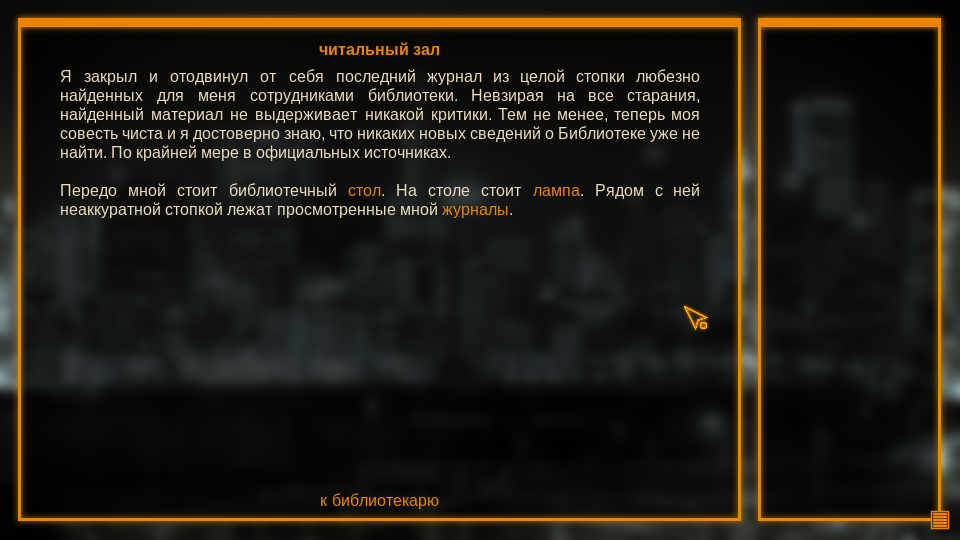 читальный зал
Я закрыл и отодвинул от себя последний журнал из целой стопки любезно
найденных для меня сотрудниками библиотеки. Невзирая на все старания,
найденный материал не выдерживает никакой критики. Тем не менее, теперь моя
совесть чиста и я достоверно знаю, что никаких новых сведений о Библиотеке уже не
найти. По крайней мере в официальных источниках.
Передо мной стоит библиотечный стол. На столе стоит лампа. Рядом с ней
неаккуратной стопкой лежат просмотренные мной журналы.
к библиотекарю